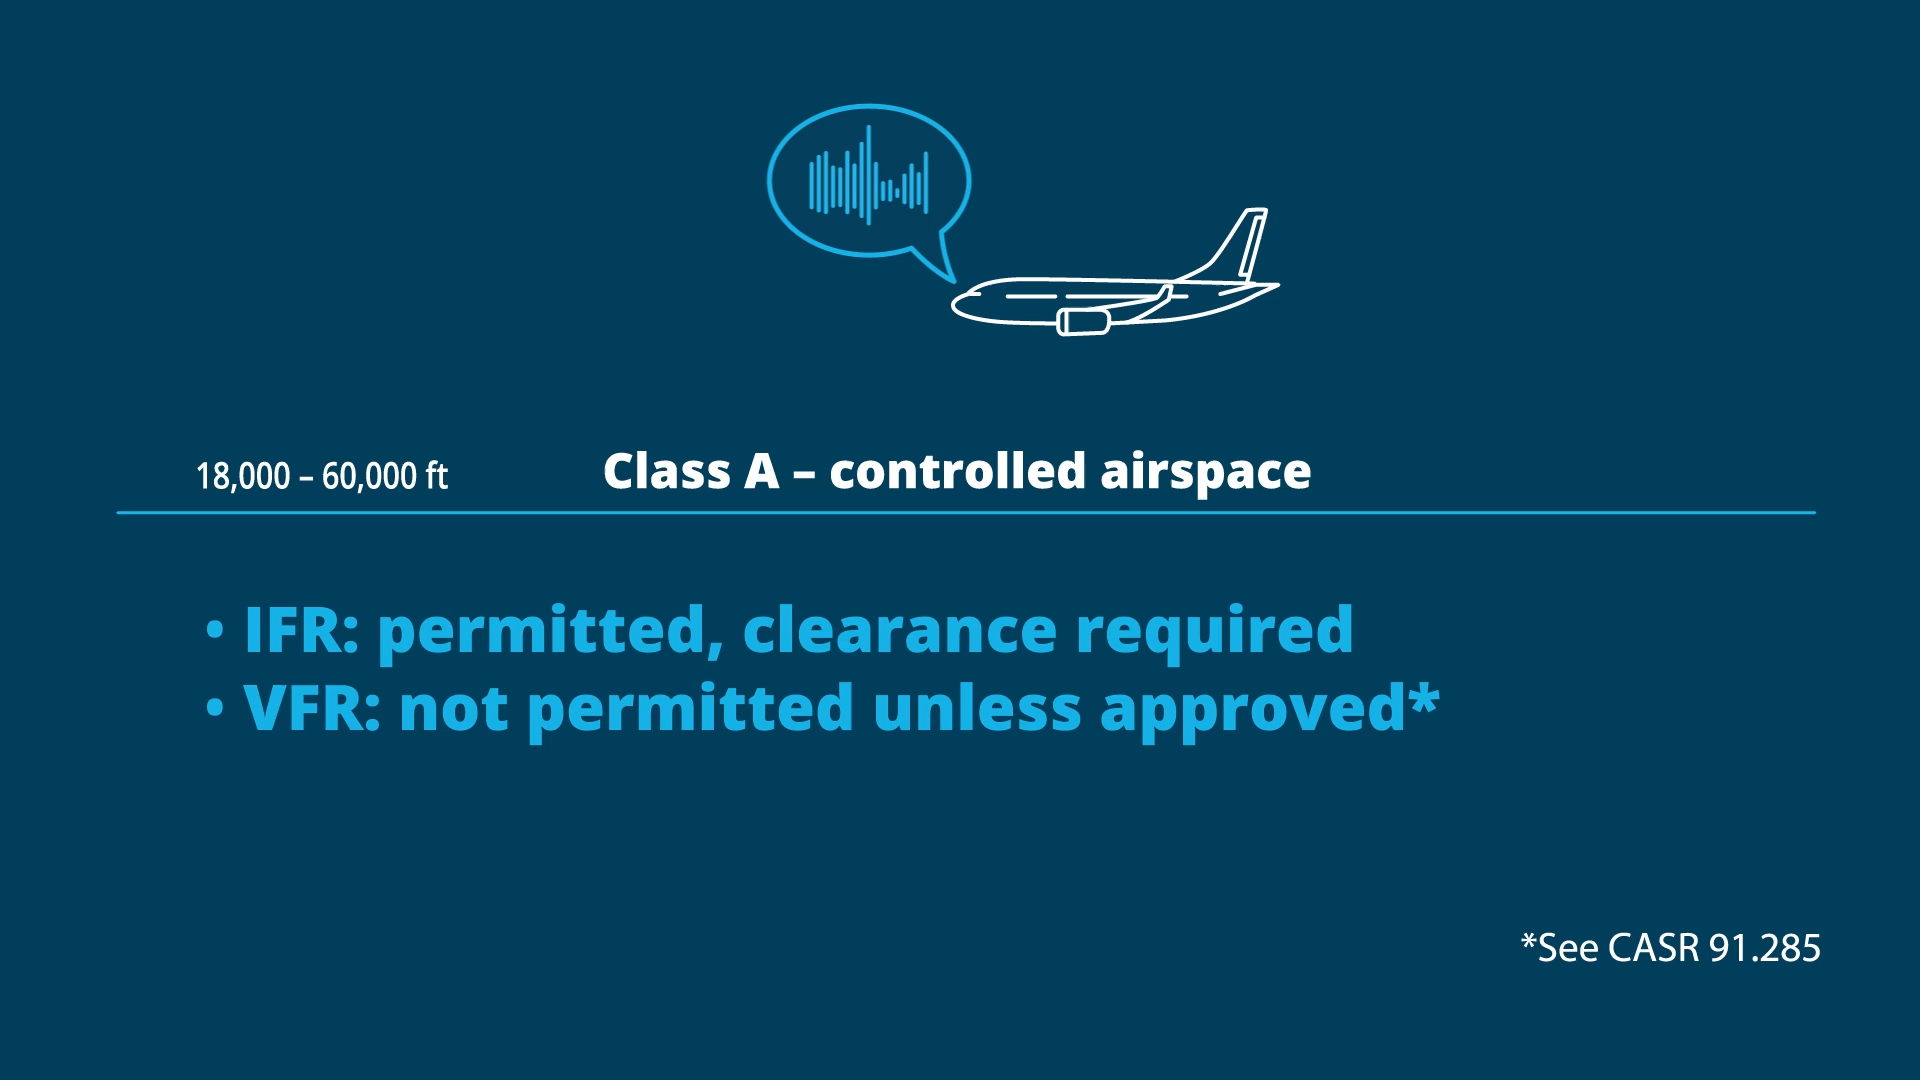 18,000 – 60,000 ft
Class A – controlled airspace
• IFR: permitted, clearance required
• VFR: not permitted unless approved*
*See CASR 91.285